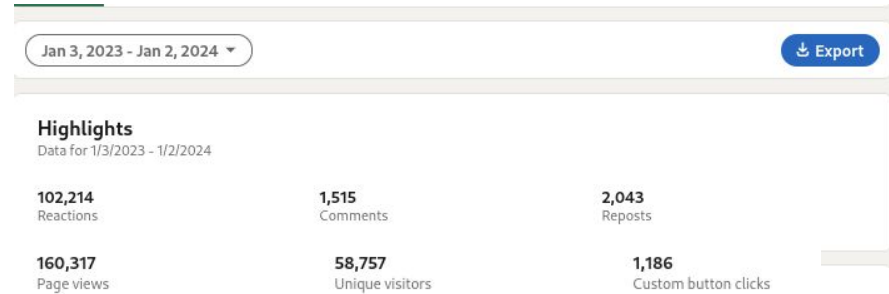 Jan 3, 2023 - Jan 2, 2024
Export
Highlights
Data for 1/3/2023 - 1/2/2024
102,214 1,515 2,043
Reactions Comments Reposts
160,317 58,757 1,186
Page views Unique visitors Custom button clicks